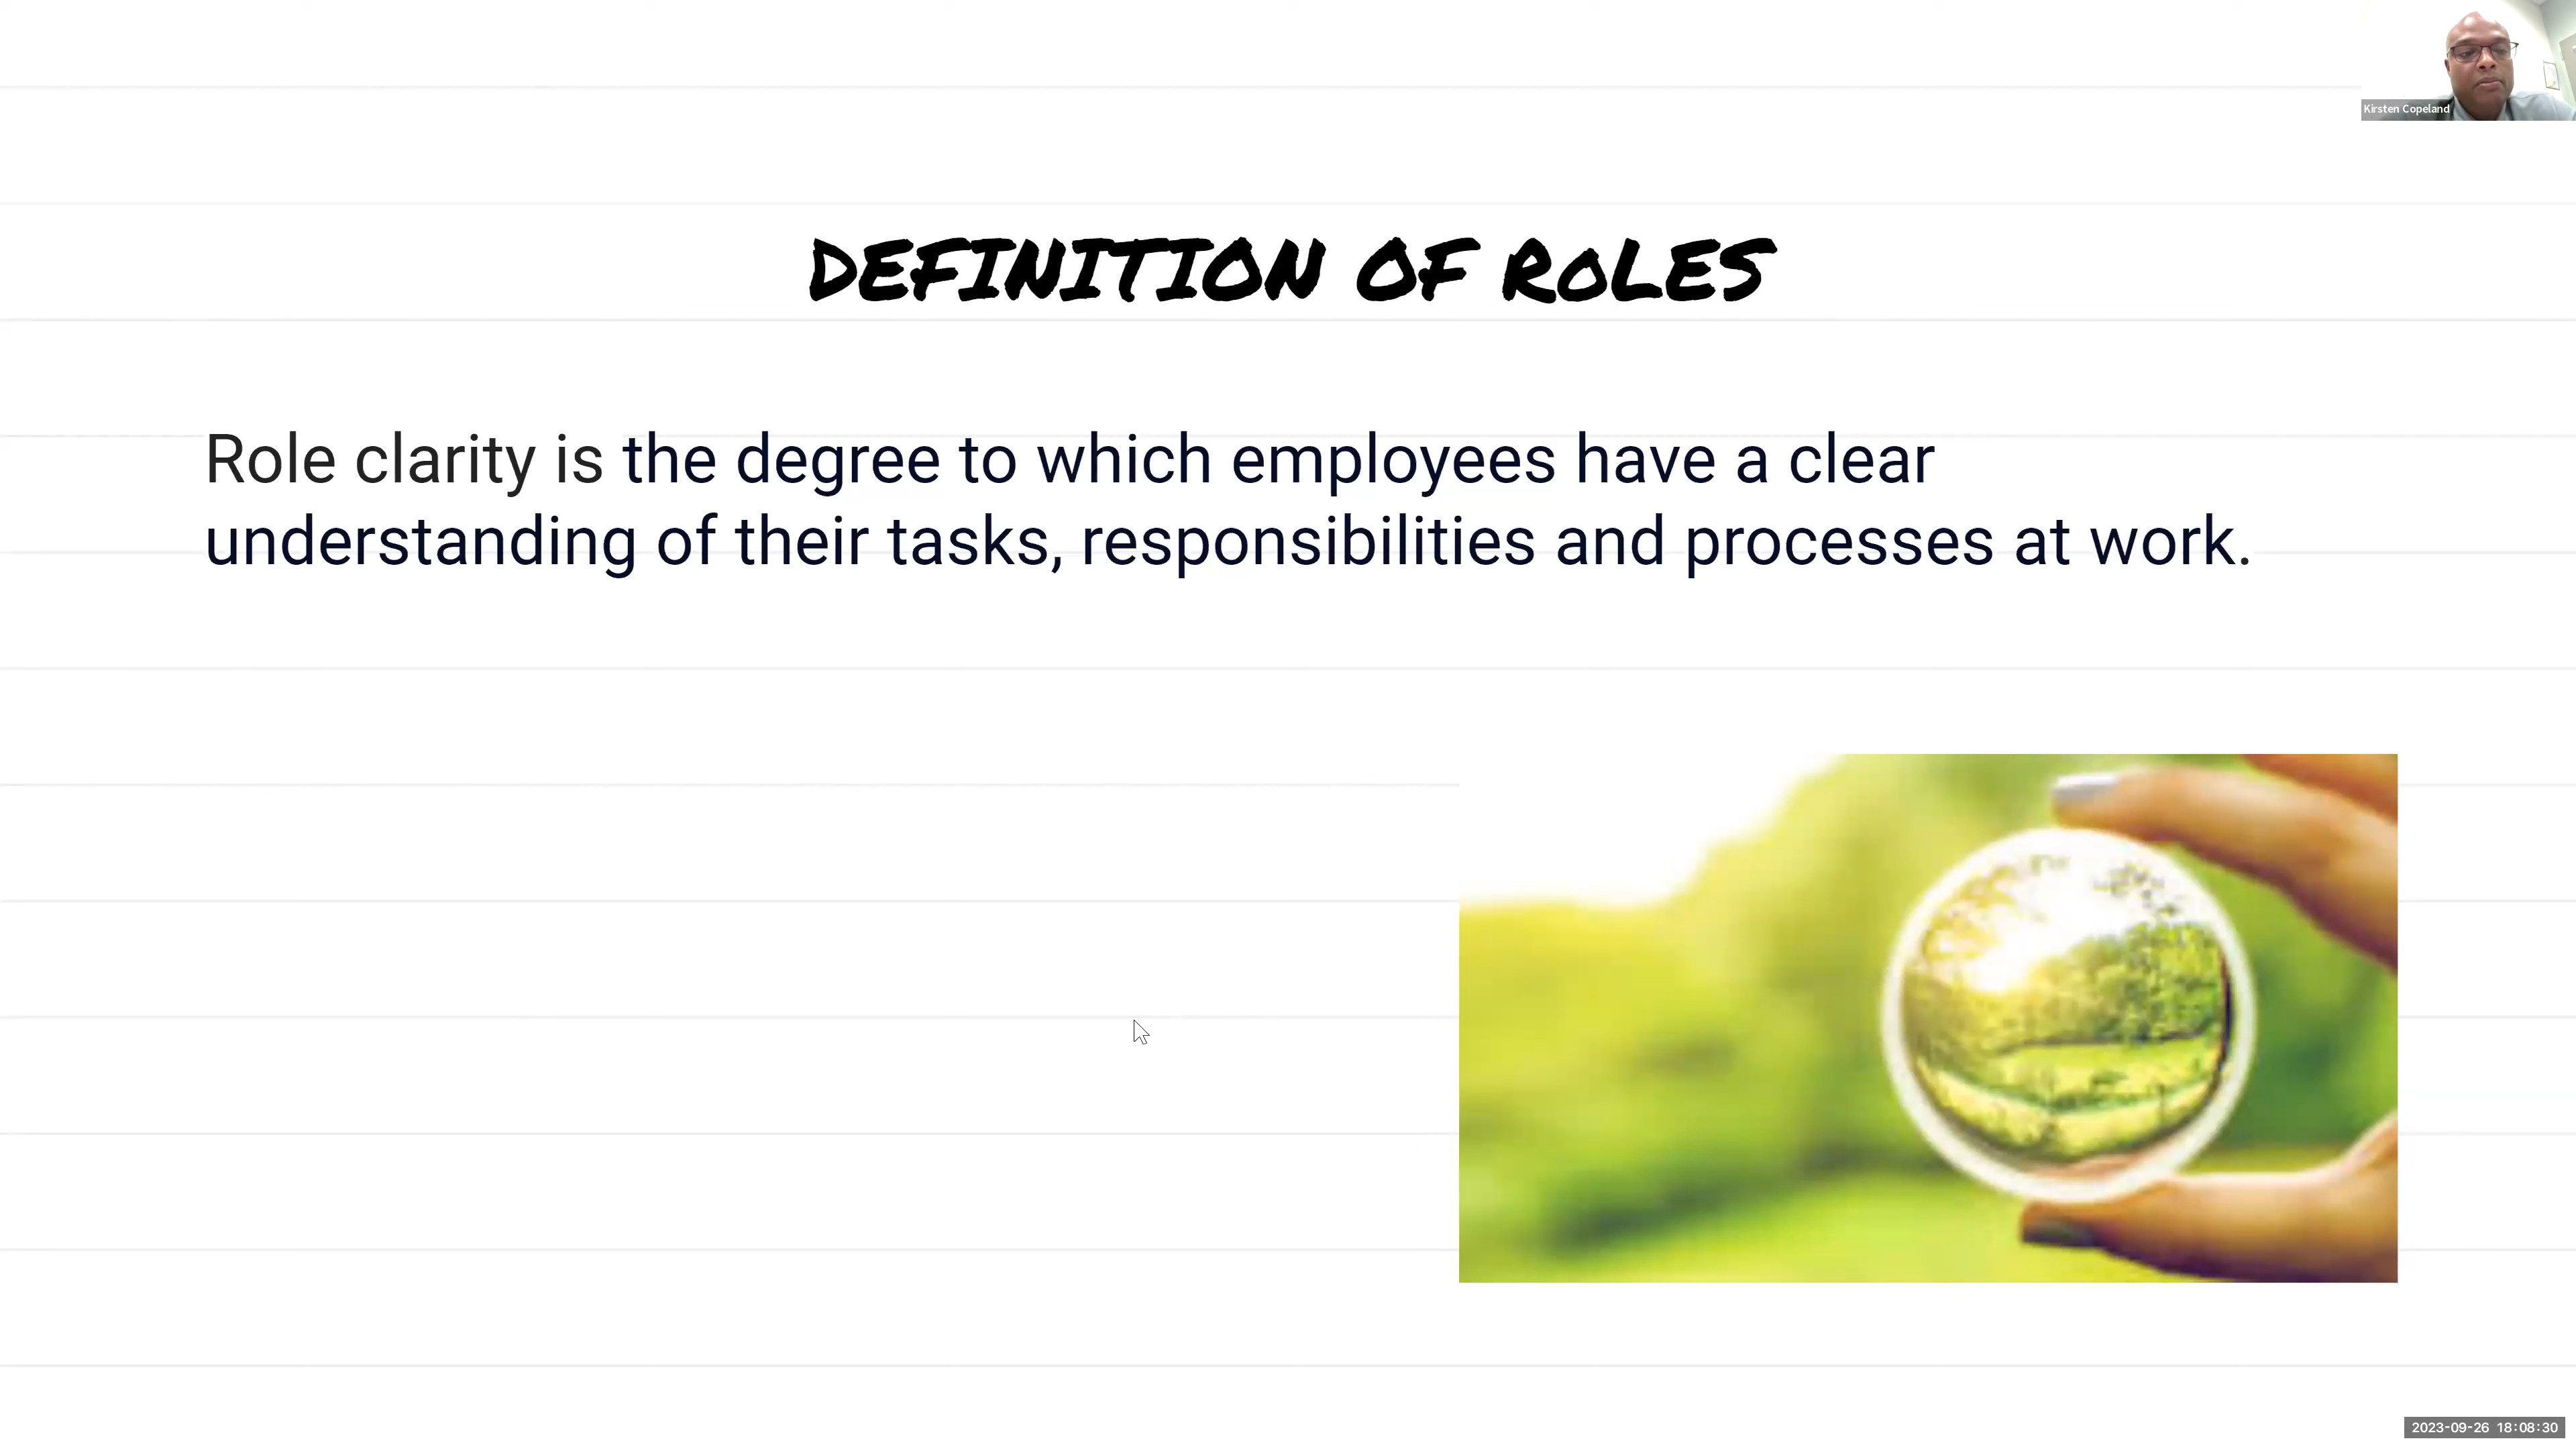 Kirsten Copeland
DEFINITION OF ROLES
Role clarity is the degree to which employees have a clear
understanding of their tasks, responsibilities and processes at work.
2023-09-26 18:08:30